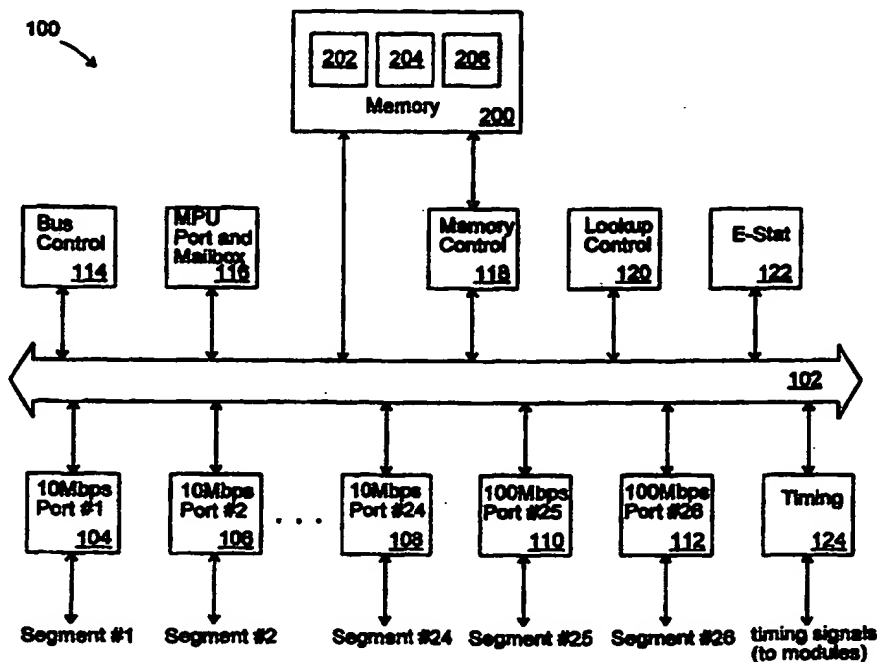 100
202 204 206
Memory
200
Bus
Control
114
MPU
Port and
Mailbox
116
Memory
Control
118
Lookup
Control
120
E-Stat
122
102
10Mbps
Port #1
104
10Mbps
Port #2
106
. . .
10Mbps
Port #24
108
100Mbps
Port #25
110
100Mbps
Port #26
112
Timing
124
Segment #1
Segment #2
Segment #24
Segment #25
Segment #26
timing signals
(to modules)